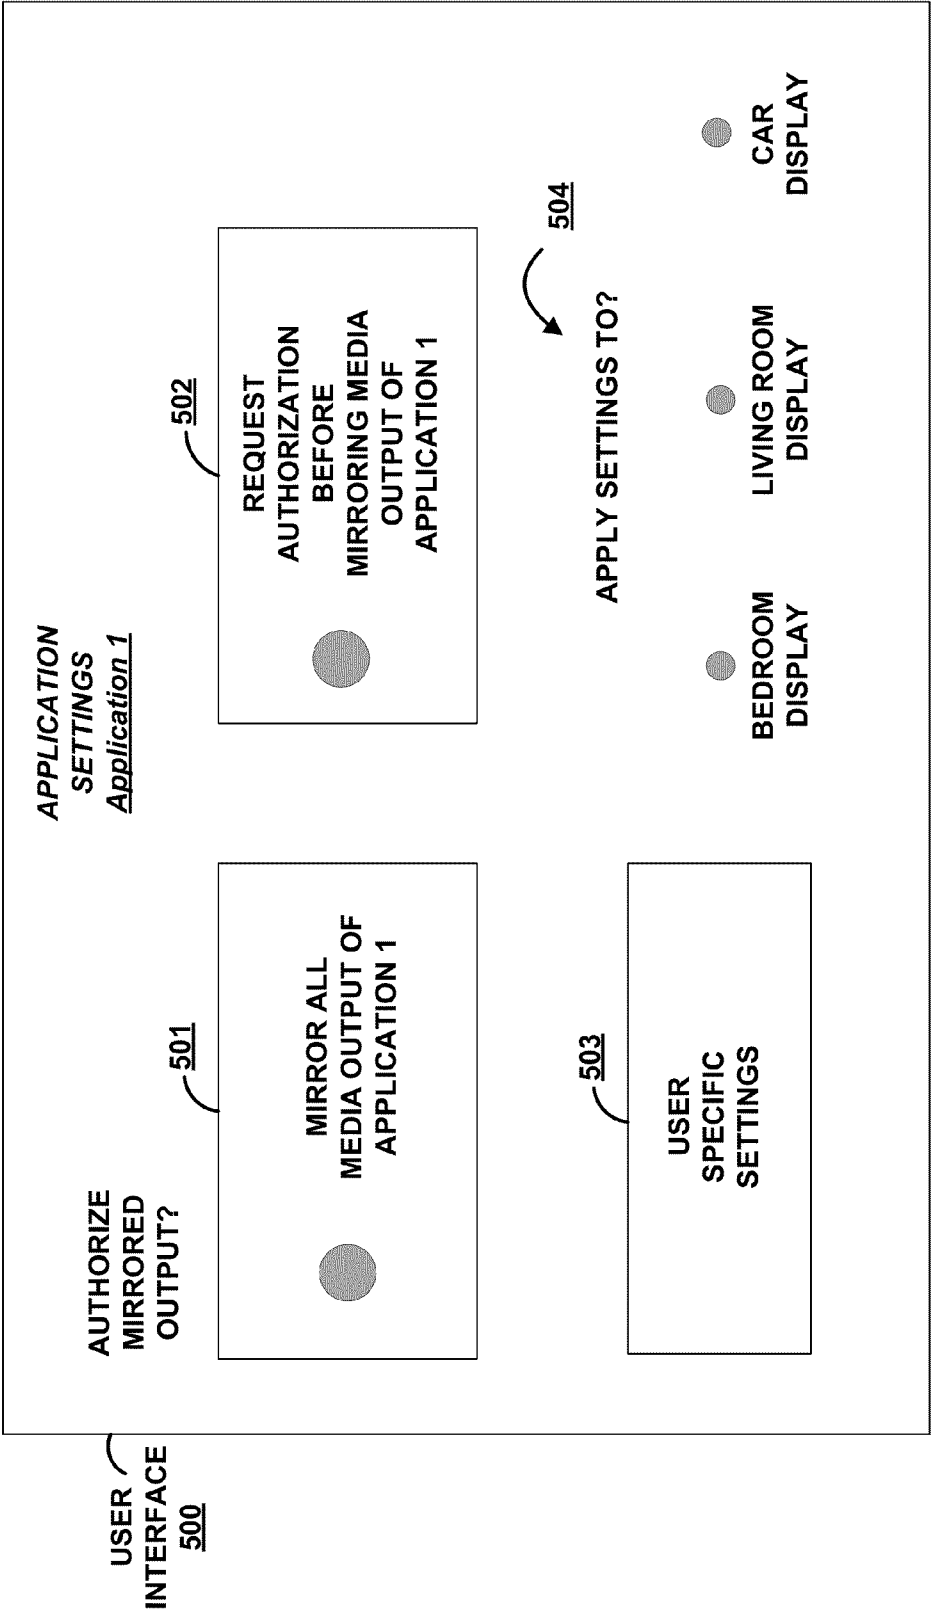 USER
INTERFACE
500
APPLICATION
SETTINGS
Application 1
AUTHORIZE
MIRRORED
OUTPUT?
501
MIRROR ALL
MEDIA OUTPUT OF
APPLICATION 1
502
REQUEST
AUTHORIZATION
BEFORE
MIRRORING MEDIA
OUTPUT OF
APPLICATION 1
503
USER
SPECIFIC
SETTINGS
504
APPLY SETTINGS TO?
BEDROOM
DISPLAY
LIVING ROOM
DISPLAY
CAR
DISPLAY